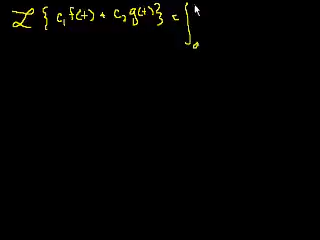 ℒ { c₁ f(t) + c₂ g(t) } = ∫₀